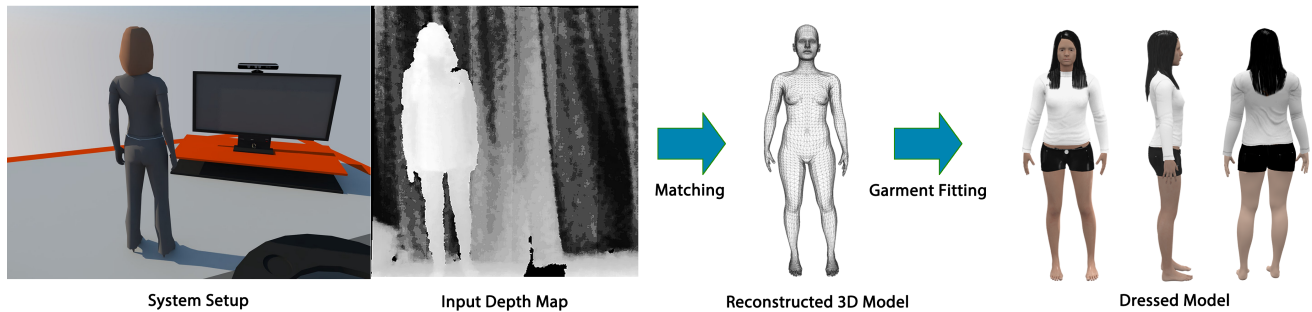 Matching
Garment Fitting
System Setup
Input Depth Map
Reconstructed 3D Model
Dressed Model